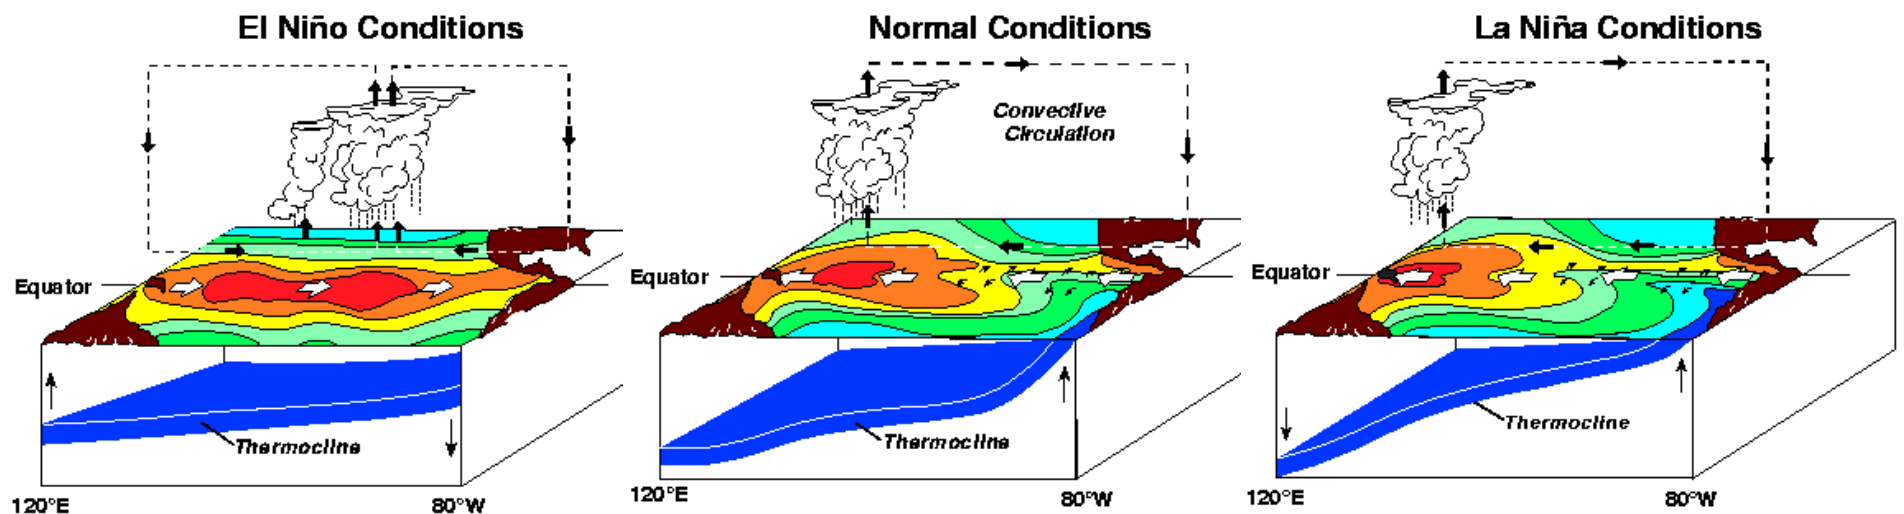 El Niño Conditions
Equator
Thermocline
120°E
80°W
Normal Conditions
Convective
Circulation
Equator
Thermocline
120°E
80°W
La Niña Conditions
Equator
Thermocline
120°E
80°W